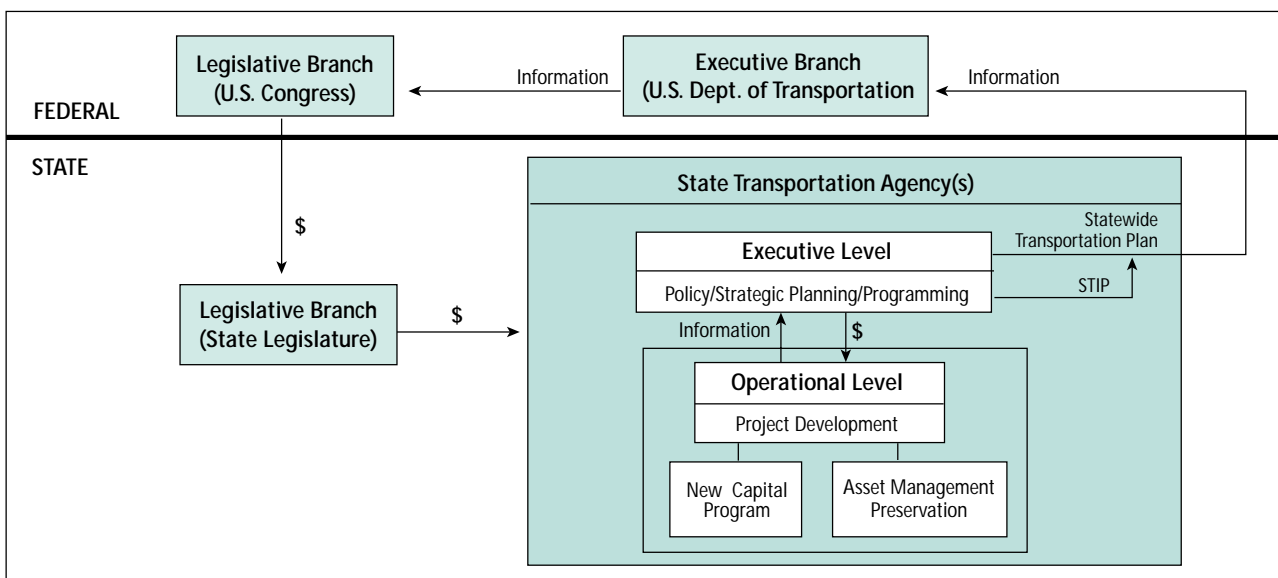 Legislative Branch
(U.S. Congress)
Information
Executive Branch
(U.S. Dept. of Transportation
Information
FEDERAL
STATE
$
Legislative Branch
(State Legislature)
$
State Transportation Agency(s)
Statewide
Transportation Plan
Executive Level
Policy/Strategic Planning/Programming
STIP
Information
$
Operational Level
Project Development
New Capital
Program
Asset Management
Preservation